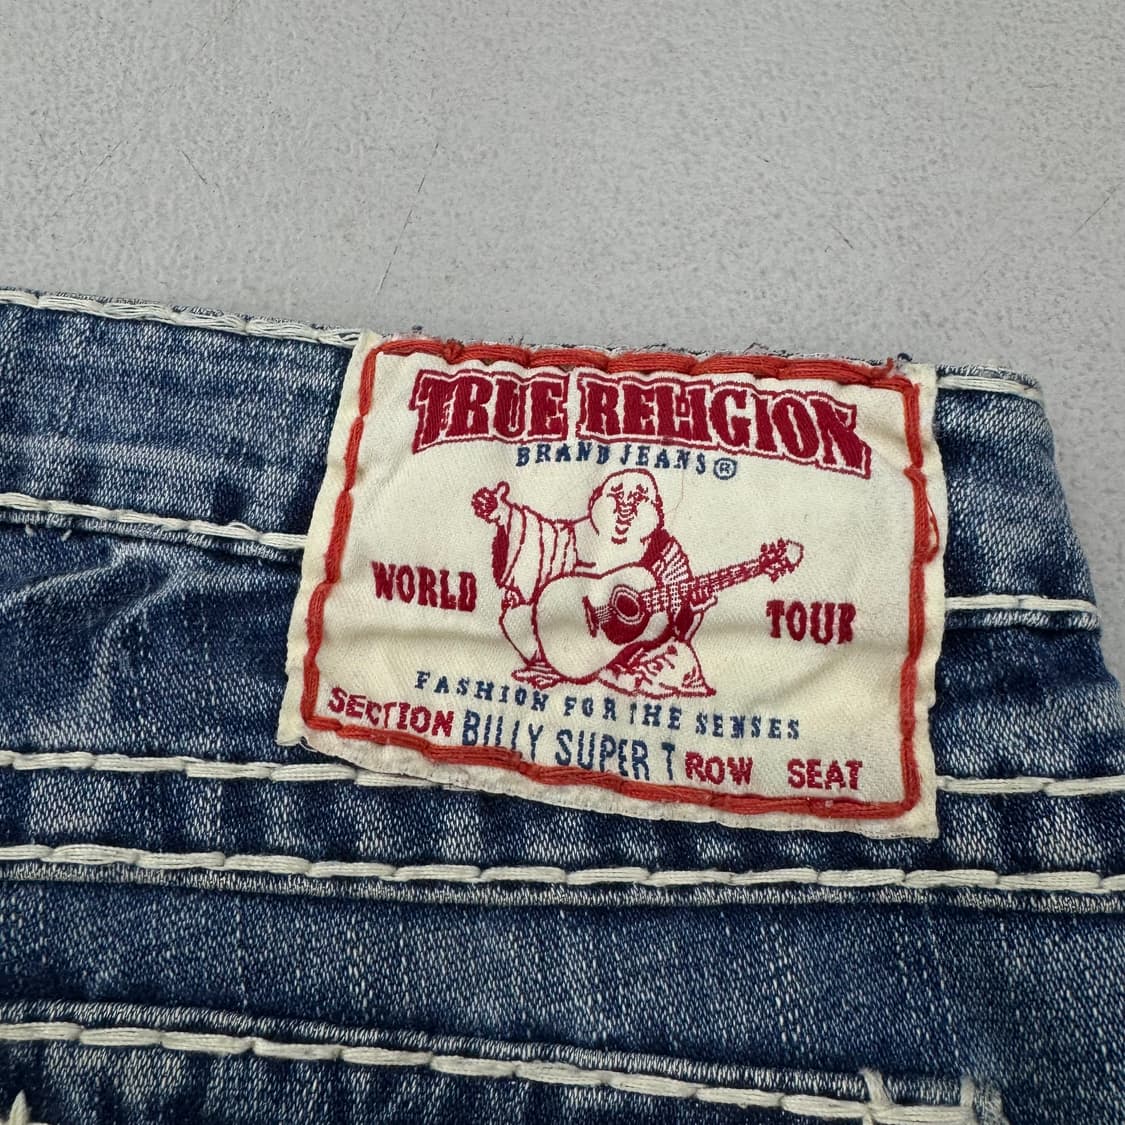 TRUE RELIGION
BRAND JEANS®
WORLD TOUR
FASHION FOR THE SENSES
SECTION BILLY SUPER T ROW SEAT